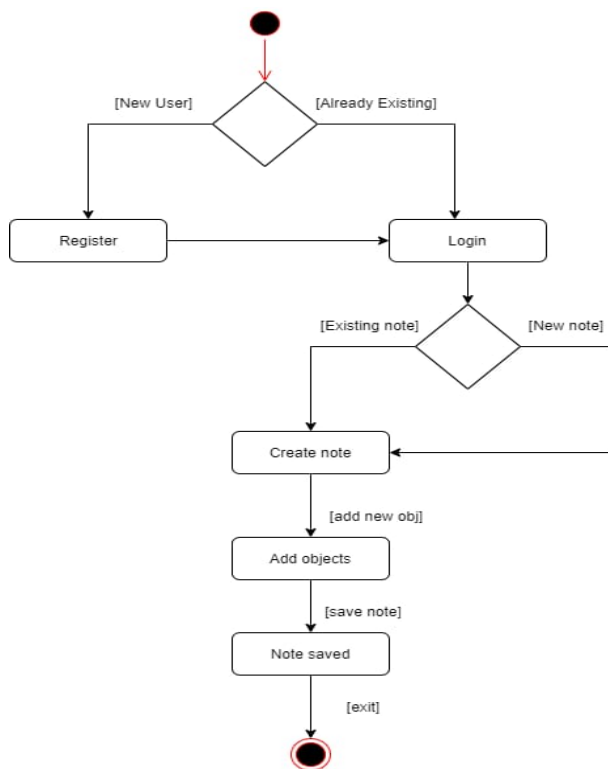 [New User]
[Already Existing]
Register
Login
[Existing note]
[New note]
Create note
[add new obj]
Add objects
[save note]
Note saved
[exit]